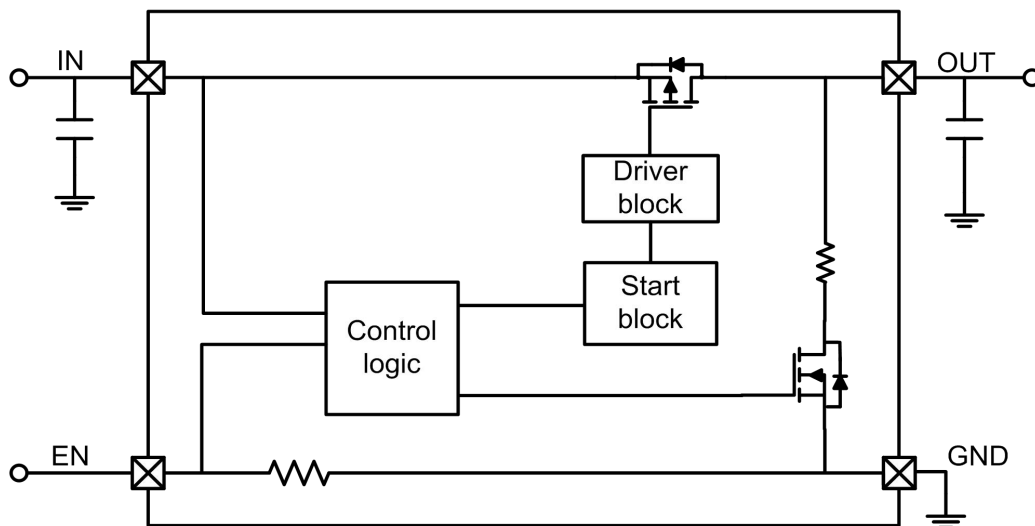 IN
OUT
Driver
block
Start
block
Control
logic
EN
GND